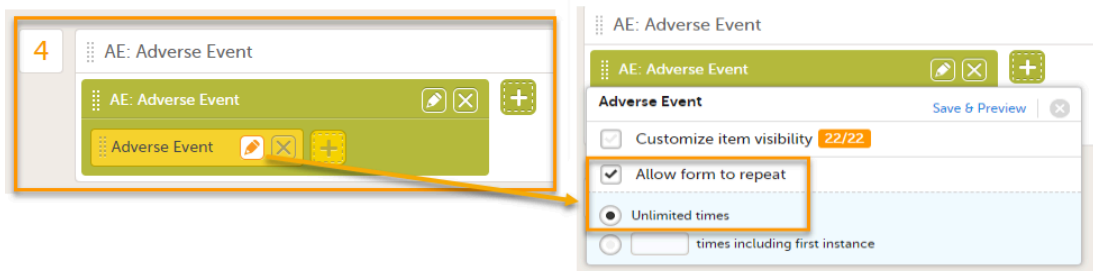 4
AE: Adverse Event
AE: Adverse Event
Adverse Event
AE: Adverse Event
AE: Adverse Event
Adverse Event
Save & Preview
Customize item visibility 22/22
Allow form to repeat
Unlimited times
times including first instance